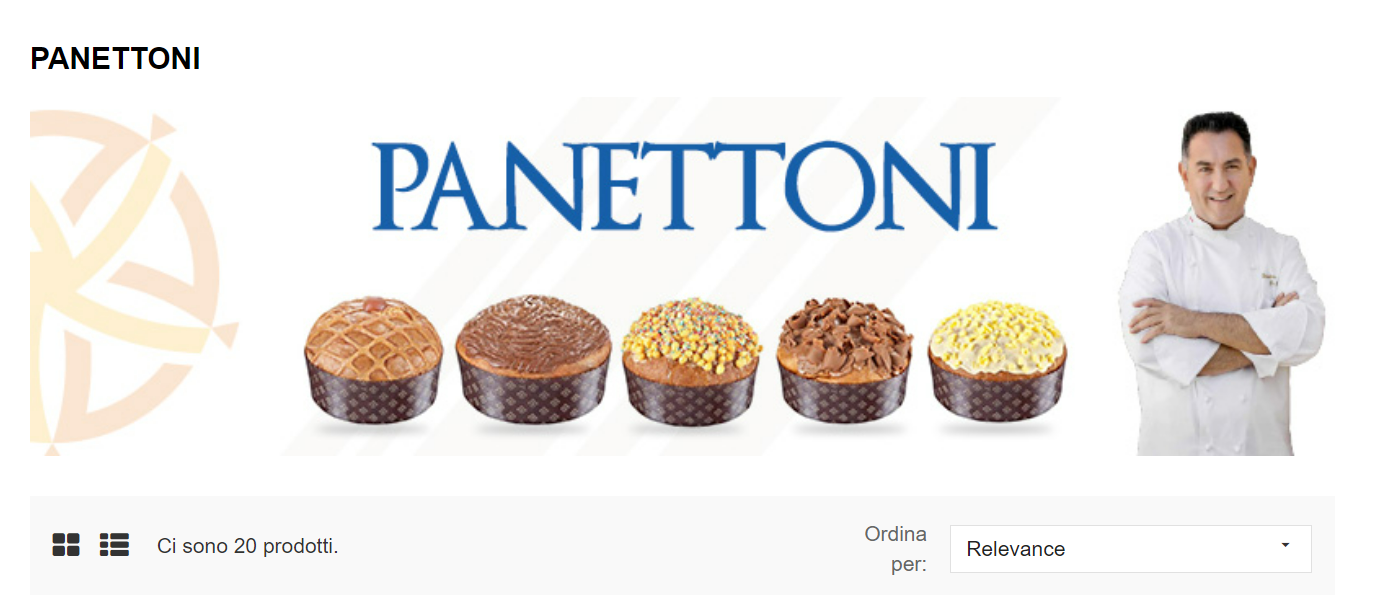 PANETTONI
PANETTONI
Ci sono 20 prodotti.
Ordina
per:
Relevance